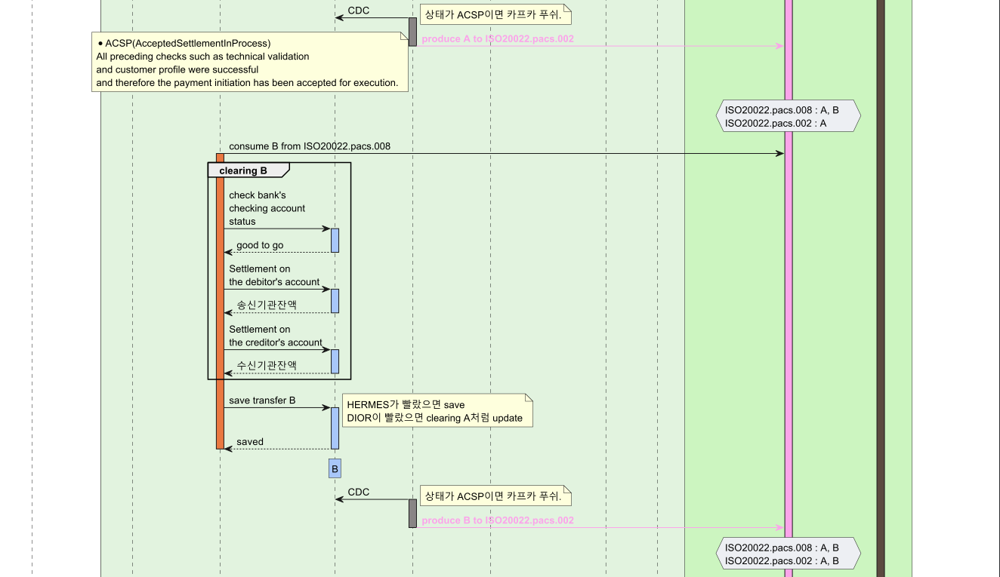 CDC
상태가 ACSP이면 카프카 푸쉬.
produce A to ISO20022.pacs.002
• ACSP(AcceptedSettlementInProcess)
All preceding checks such as technical validation
and customer profile were successful
and therefore the payment initiation has been accepted for execution.
ISO20022.pacs.008 : A, B
ISO20022.pacs.002 : A
consume B from ISO20022.pacs.008
clearing B
check bank's
checking account
status
good to go
Settlement on
the debitor's account
송신기관잔액
Settlement on
the creditor's account
수신기관잔액
save transfer B
HERMES가 빨랐으면 save
DIOR이 빨랐으면 clearing A처럼 update
saved
B
CDC
상태가 ACSP이면 카프카 푸쉬.
produce B to ISO20022.pacs.002
ISO20022.pacs.008 : A, B
ISO20022.pacs.002 : A, B